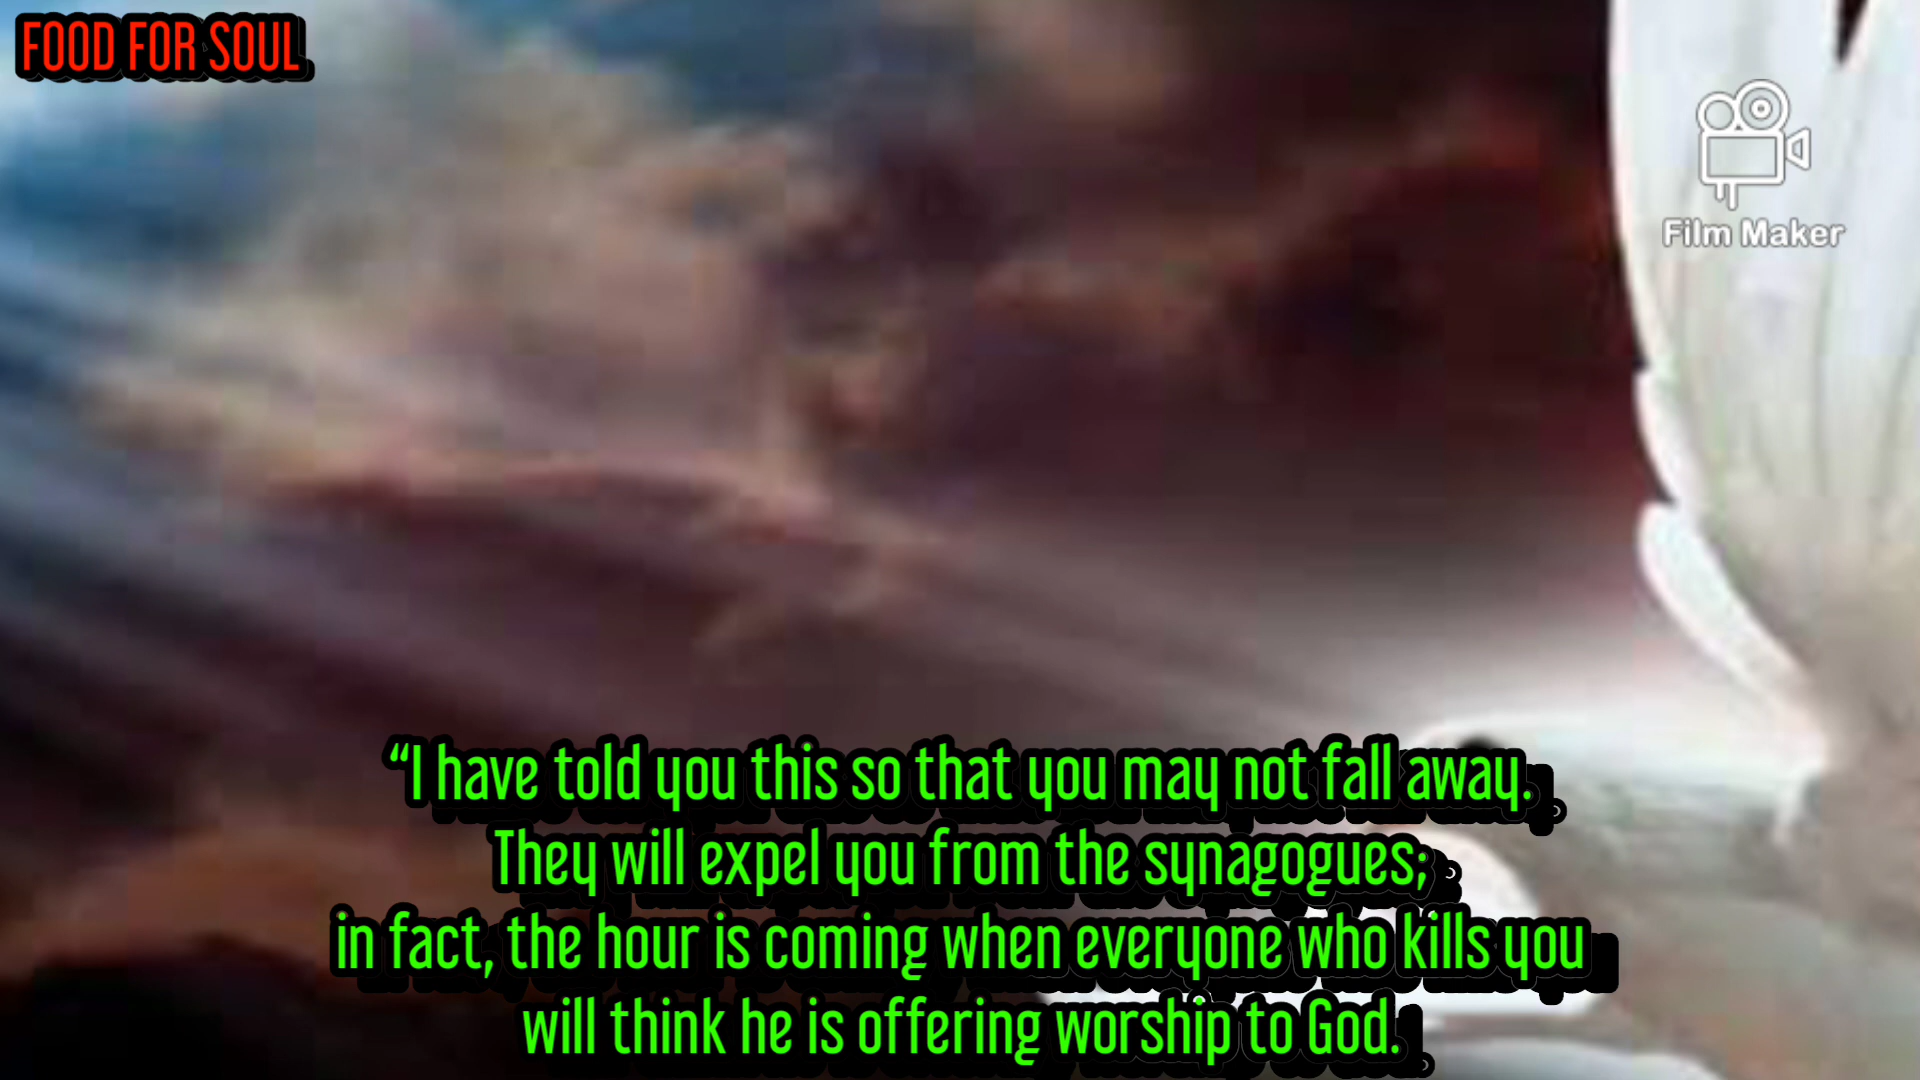 FOOD FOR SOUL
Film Maker
“I have told you this so that you may not fall away.
They will expel you from the synagogues;
in fact, the hour is coming when everyone who kills you
will think he is offering worship to God.